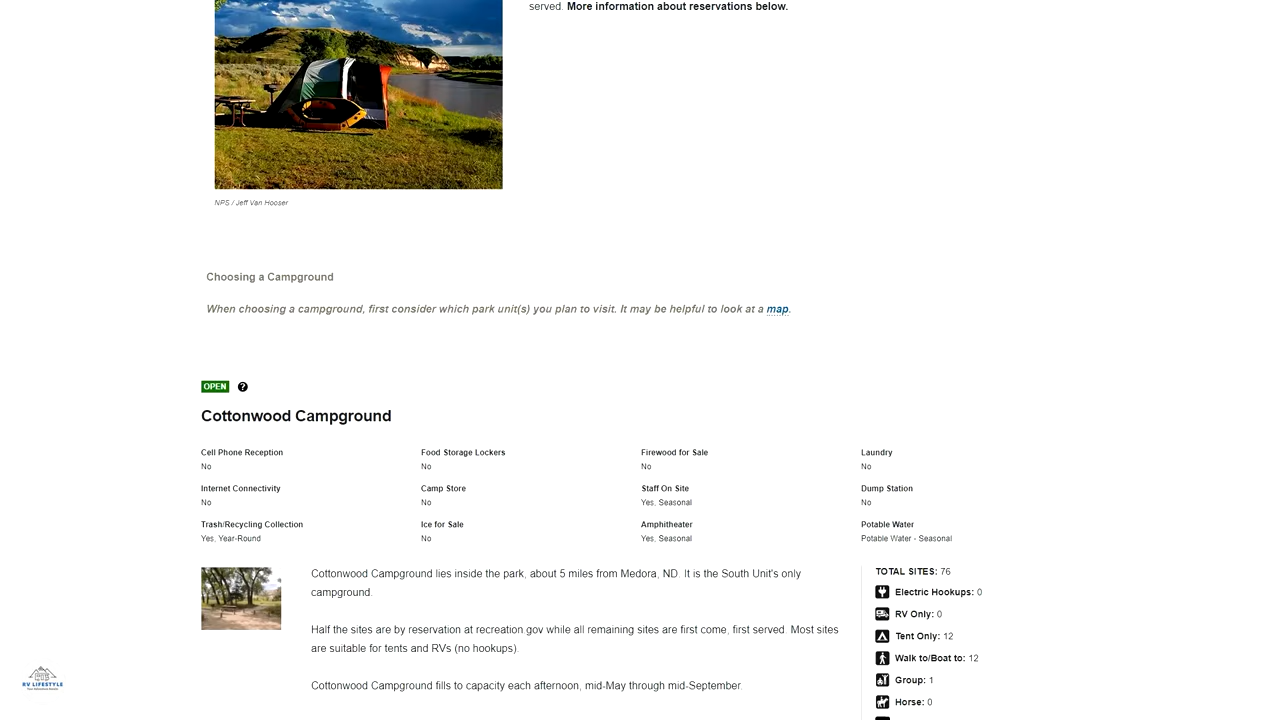 served. More information about reservations below.
NPS / Jeff Van Hooser
Choosing a Campground
When choosing a campground, first consider which park unit(s) you plan to visit. It may be helpful to look at a map.
OPEN ?
Cottonwood Campground
Cell Phone Reception
No
Food Storage Lockers
No
Firewood for Sale
No
Laundry
No
Internet Connectivity
No
Camp Store
No
Staff On Site
Yes, Seasonal
Dump Station
No
Trash/Recycling Collection
Yes, Year-Round
Ice for Sale
No
Amphitheater
Yes, Seasonal
Potable Water
Potable Water - Seasonal
Cottonwood Campground lies inside the park, about 5 miles from Medora, ND. It is the South Unit's only
campground.
Half the sites are by reservation at recreation.gov while all remaining sites are first come, first served. Most sites
are suitable for tents and RVs (no hookups).
Cottonwood Campground fills to capacity each afternoon, mid-May through mid-September.
TOTAL SITES: 76
Electric Hookups: 0
RV Only: 0
Tent Only: 12
Walk to/Boat to: 12
Group: 1
Horse: 0
RV LIFESTYLE